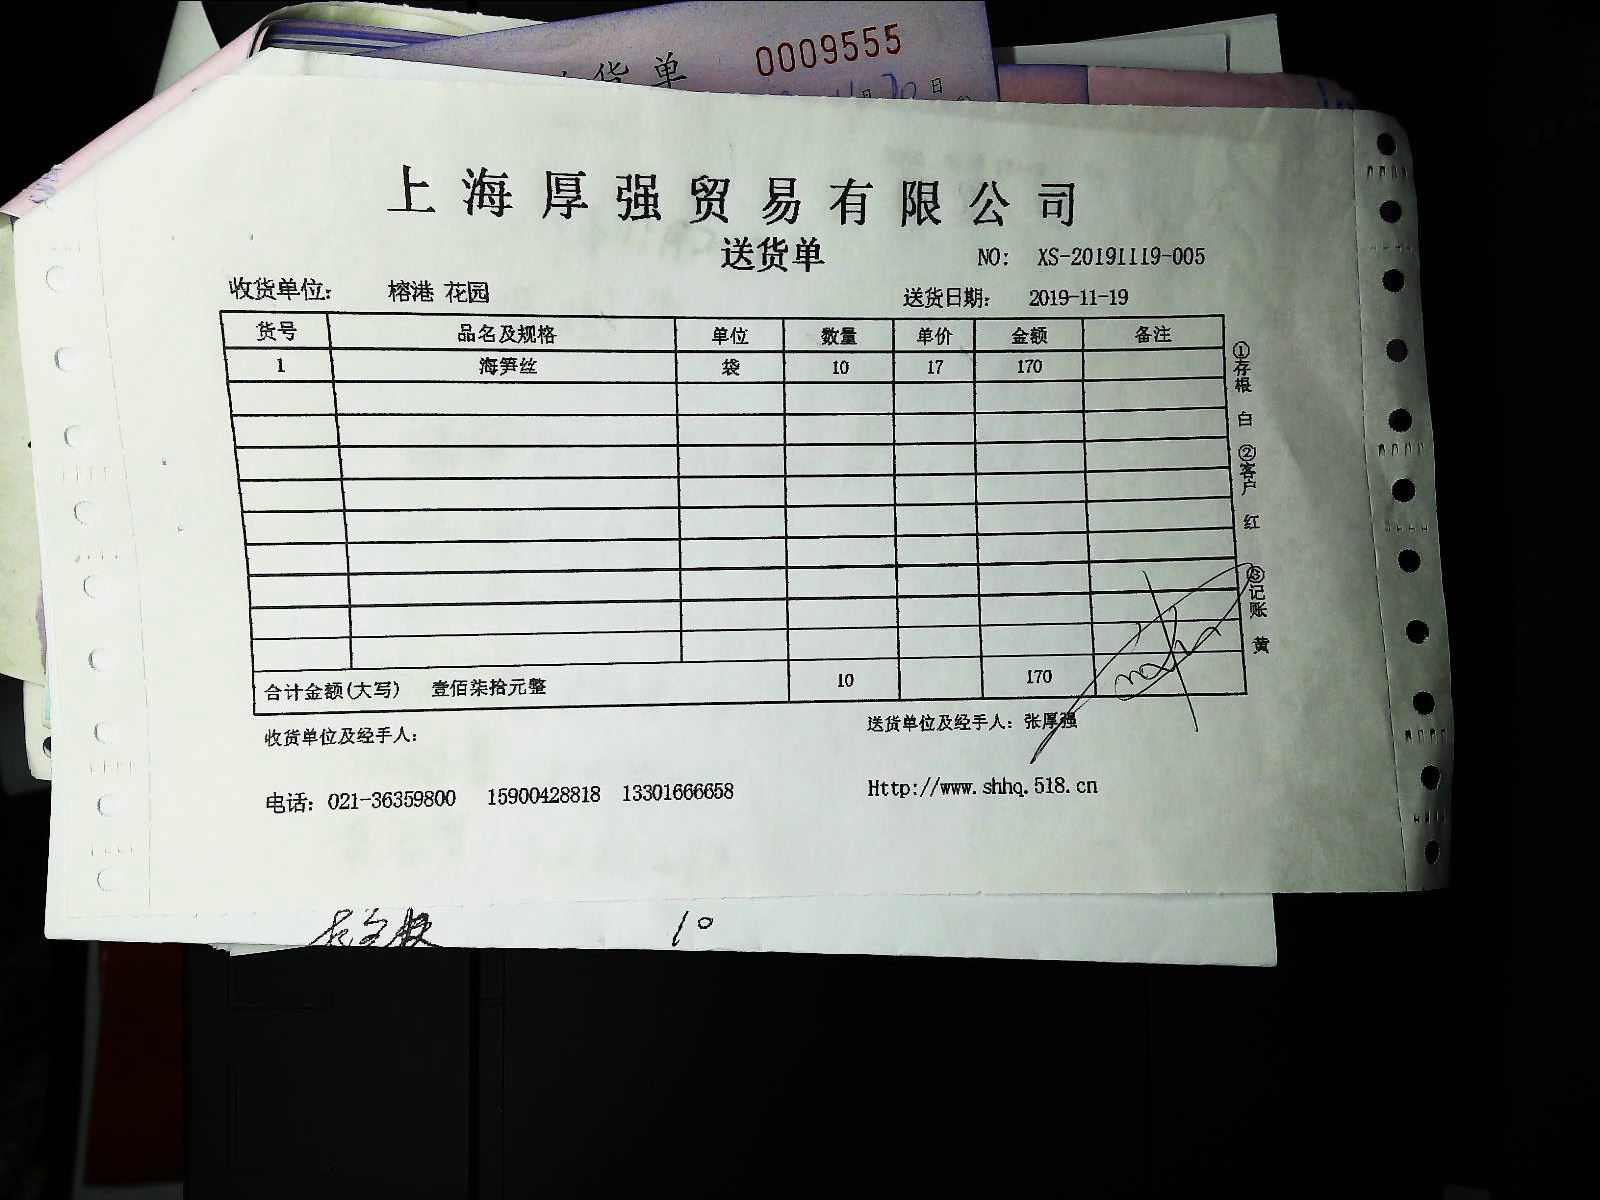 货单 0009555
日
上海厚强贸易有限公司
送货单 NO: XS-20191119-005
收货单位: 榕港 花园 送货日期: 2019-11-19
货号 品名及规格 单位 数量 单价 金额 备注
1 海笋丝 袋 10 17 170
合计金额(大写) 壹佰柒拾元整 10 170
①存根 白 ②客户 红 ③记账 黄
收货单位及经手人: 送货单位及经手人: 张厚强
电话: 021-36359800 15900428818 13301666658 Http://www.shhq.518.cn
10